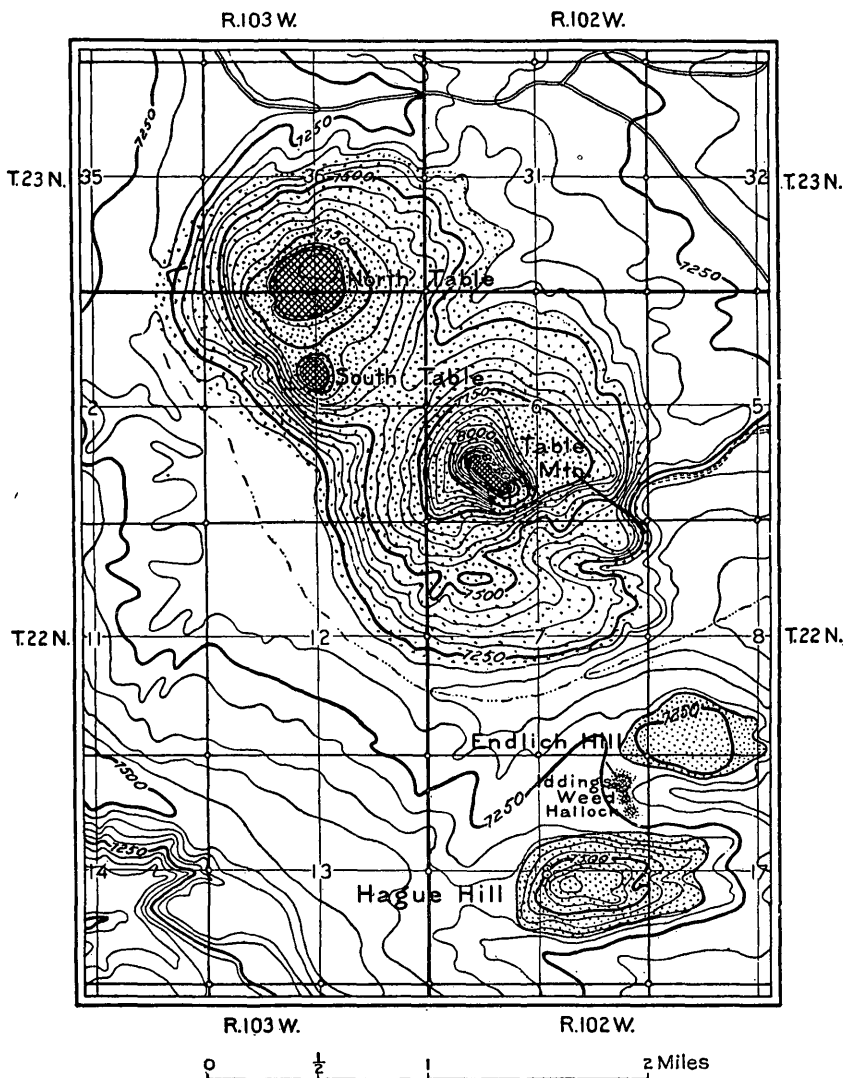 R.103 W. R.102 W.
7250
7250
T.23 N. 35 36 31 32 T.23 N.
7500
7750
7250
North Table
South Table
2 6 5
7750
8000
Table
Mtn
7500
T.22 N. 11 12 7 8 T.22 N.
7250
7250
Endlich Hill
7500
Iddings
Weed
Hallock
7250
7250
7500
14 13 17
Hague Hill
R.103 W. R.102 W.
0 ½ 1 2 Miles